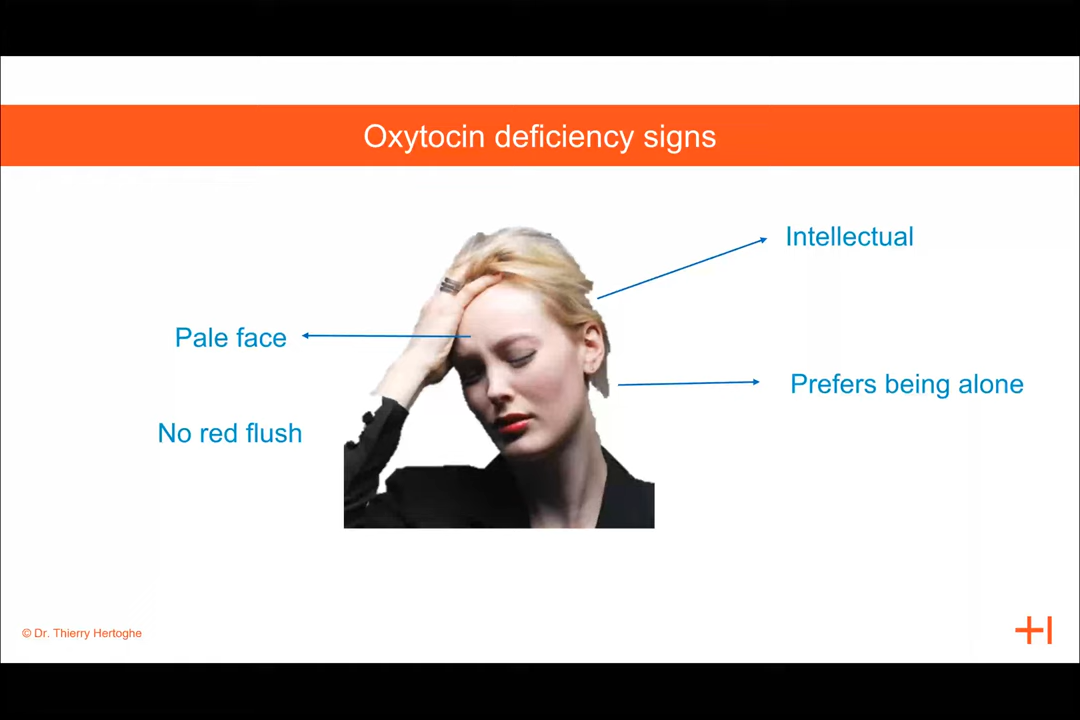 Oxytocin deficiency signs
Intellectual
Pale face
Prefers being alone
No red flush
© Dr. Thierry Hertoghe